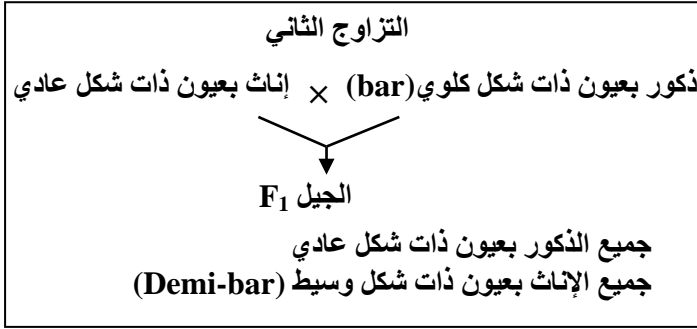 التزاوج الثاني
ذكور بعيون ذات شكل كلوي(bar) × إناث بعيون ذات شكل عادي
الجيل F₁
جميع الذكور بعيون ذات شكل عادي
جميع الإناث بعيون ذات شكل وسيط (Demi-bar)